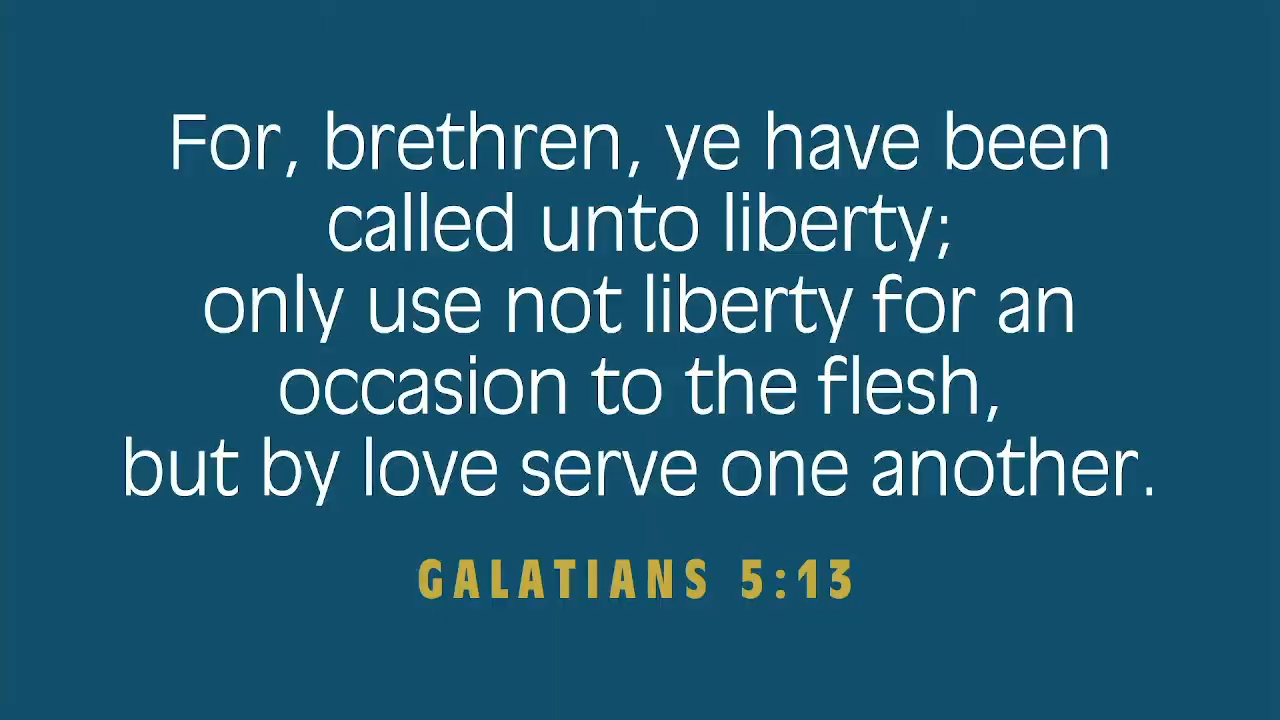 For, brethren, ye have been
called unto liberty;
only use not liberty for an
occasion to the flesh,
but by love serve one another.
GALATIANS 5:13